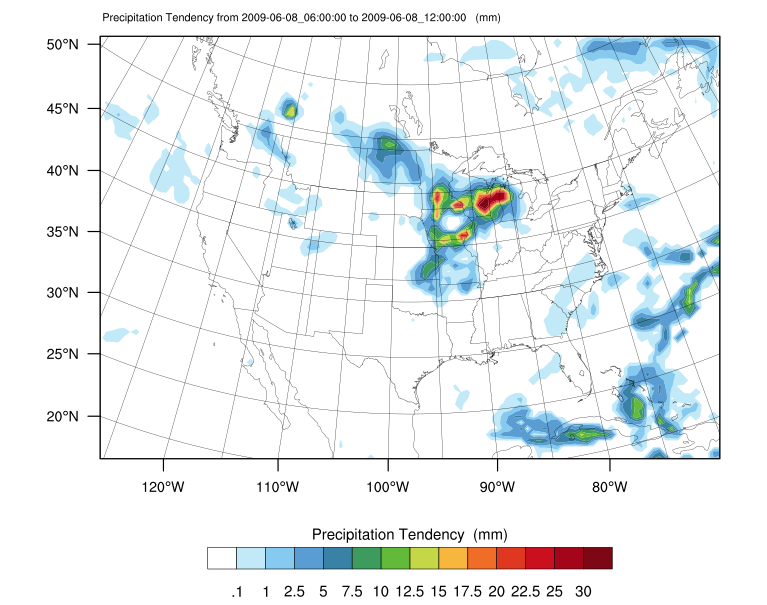 Precipitation Tendency from 2009-06-08_06:00:00 to 2009-06-08_12:00:00 (mm)
50°N
45°N
40°N
35°N
30°N
25°N
20°N
120°W 110°W 100°W 90°W 80°W
Precipitation Tendency (mm)
.1 1 2.5 5 7.5 10 12.5 15 17.5 20 22.5 25 30